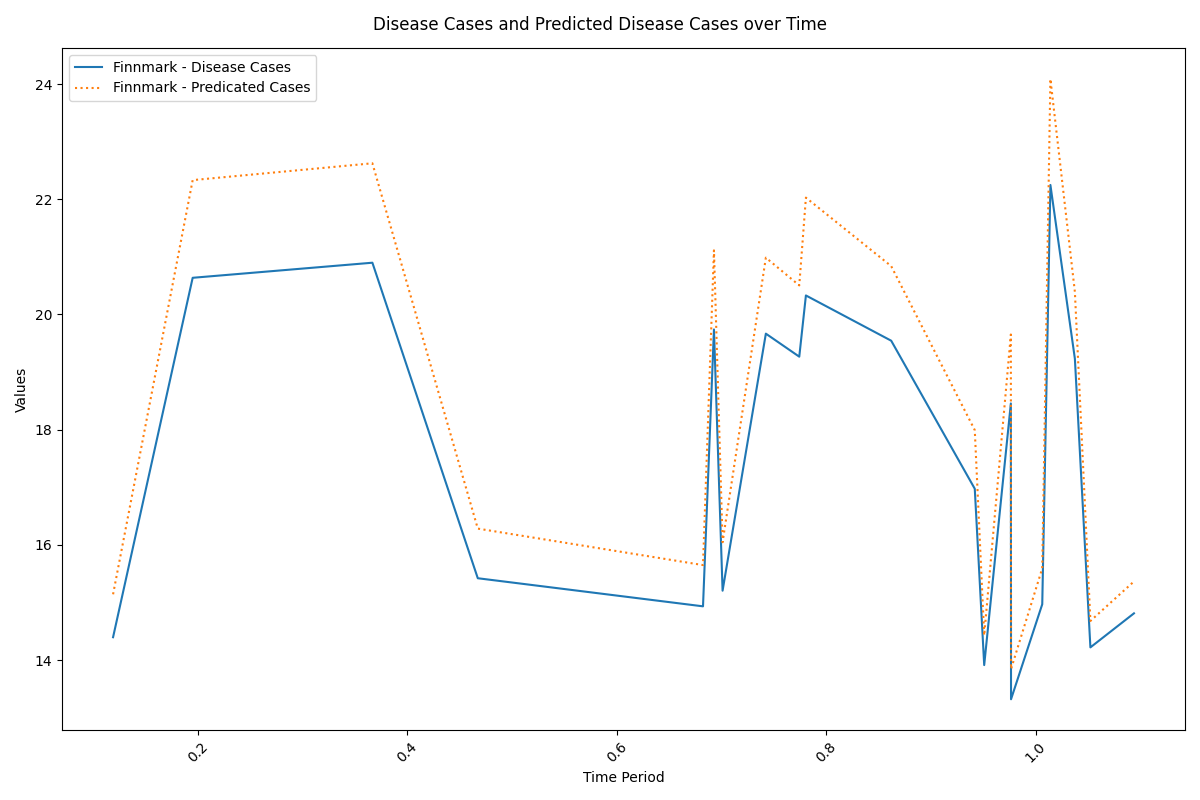 Disease Cases and Predicted Disease Cases over Time
Finnmark - Disease Cases
Finnmark - Predicated Cases
Values
24
22
20
18
16
14
0.2
0.4
0.6
0.8
1.0
Time Period